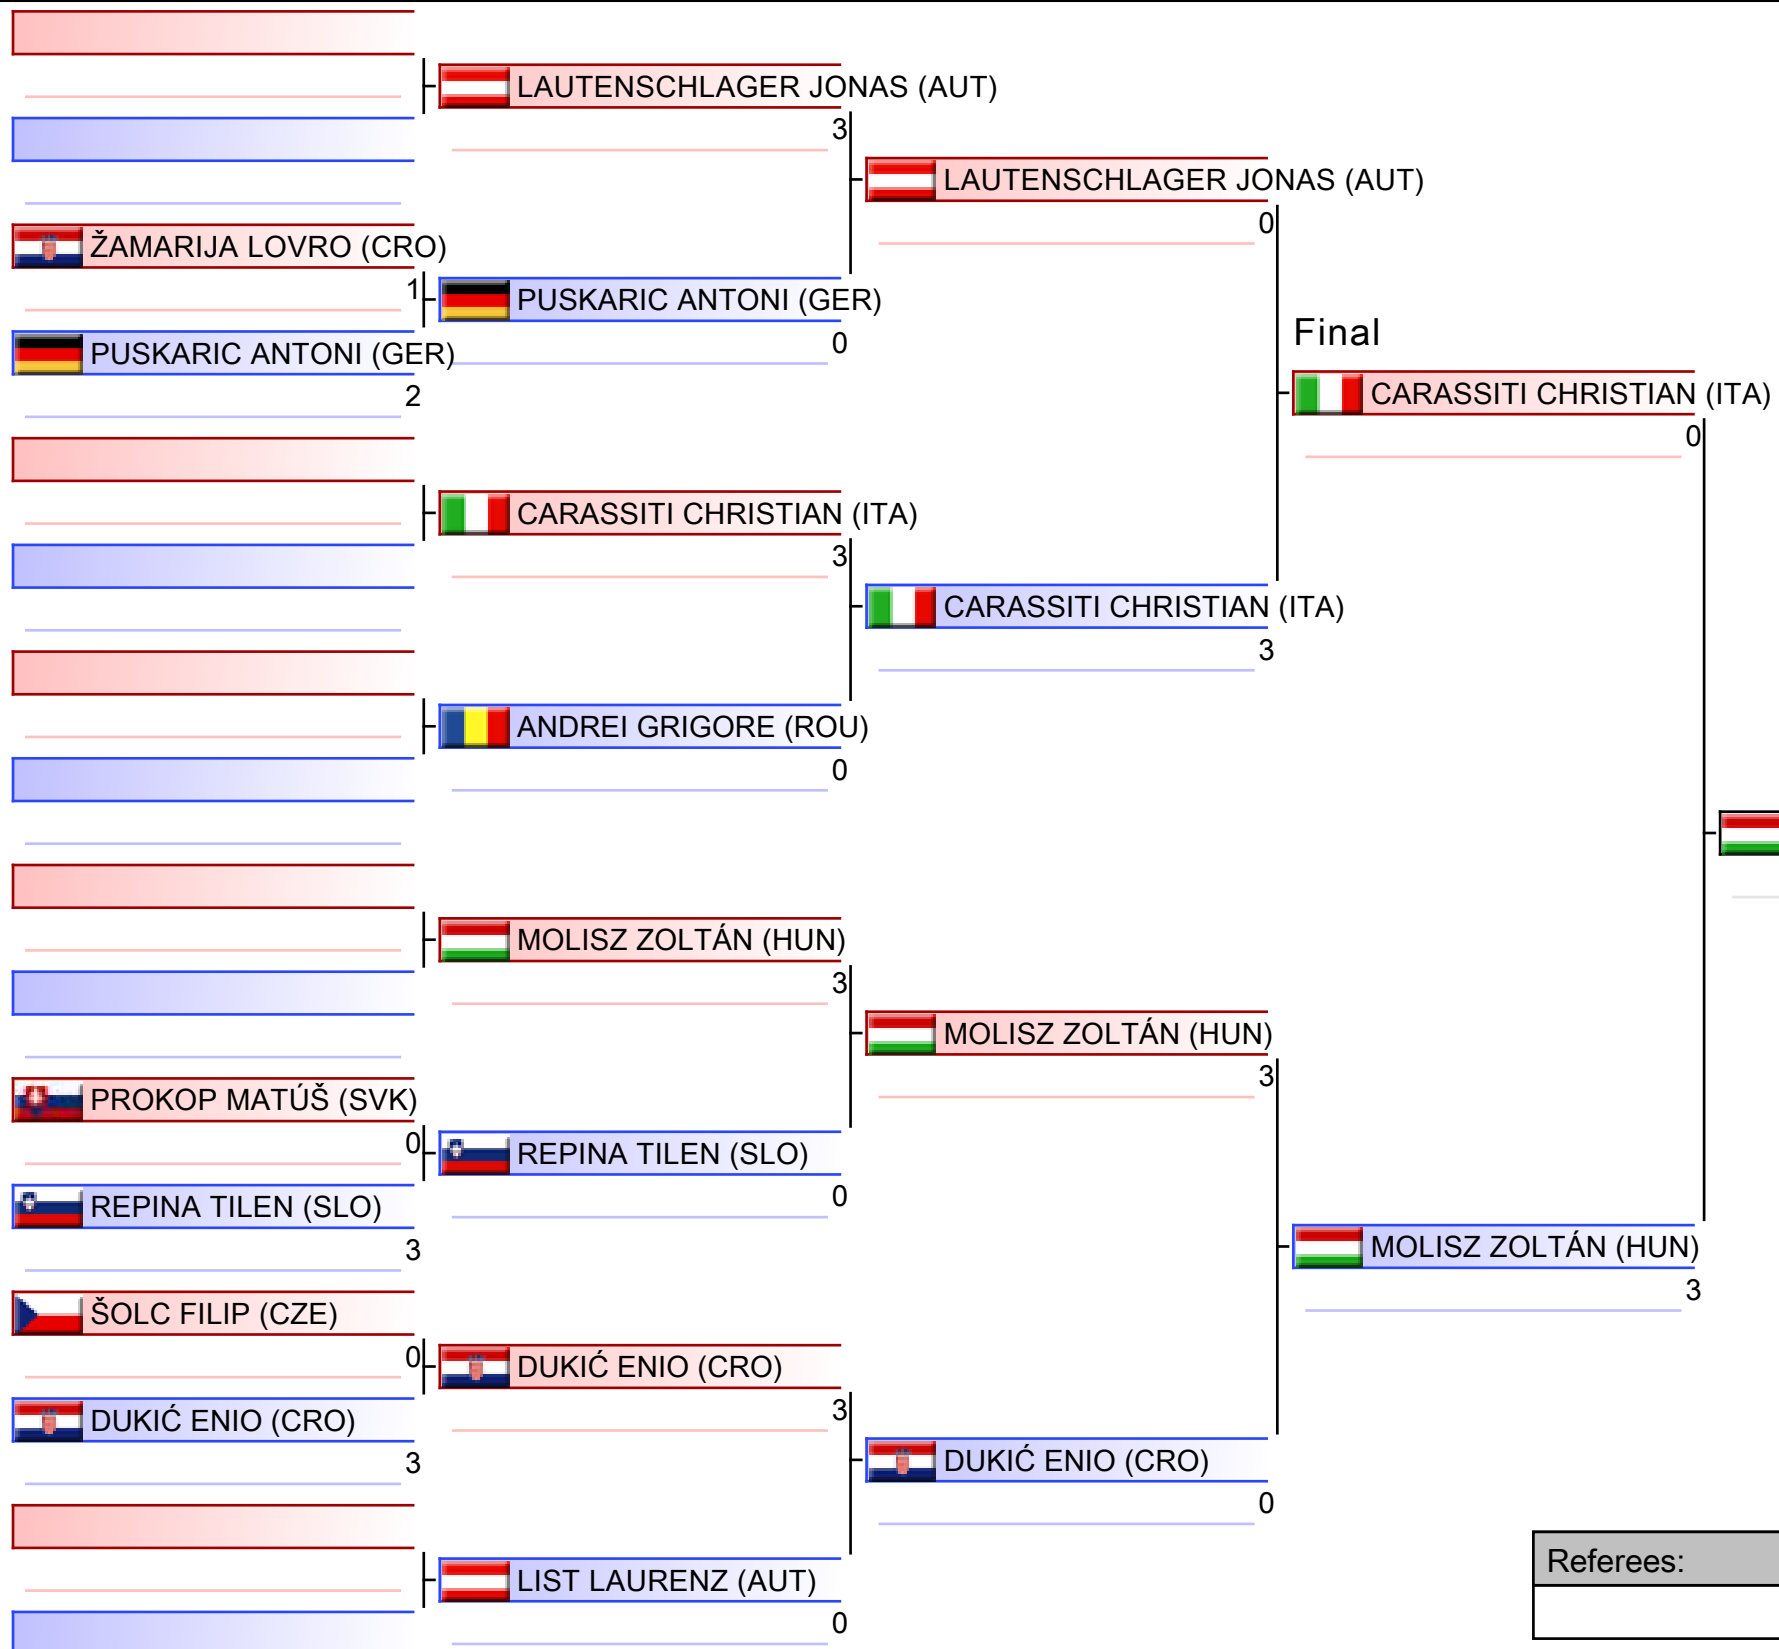 LAUTENSCHLAGER JONAS (AUT)
3
LAUTENSCHLAGER JONAS (AUT)
0
ŽAMARIJA LOVRO (CRO)
1
PUSKARIC ANTONI (GER)
0
PUSKARIC ANTONI (GER)
2
Final
CARASSITI CHRISTIAN (ITA)
0
CARASSITI CHRISTIAN (ITA)
3
CARASSITI CHRISTIAN (ITA)
3
ANDREI GRIGORE (ROU)
0
MOLISZ ZOLTÁN (HUN)
3
MOLISZ ZOLTÁN (HUN)
3
PROKOP MATÚŠ (SVK)
0
REPINA TILEN (SLO)
0
REPINA TILEN (SLO)
3
MOLISZ ZOLTÁN (HUN)
3
ŠOLC FILIP (CZE)
0
DUKIĆ ENIO (CRO)
3
DUKIĆ ENIO (CRO)
3
DUKIĆ ENIO (CRO)
0
LIST LAURENZ (AUT)
0
Referees: